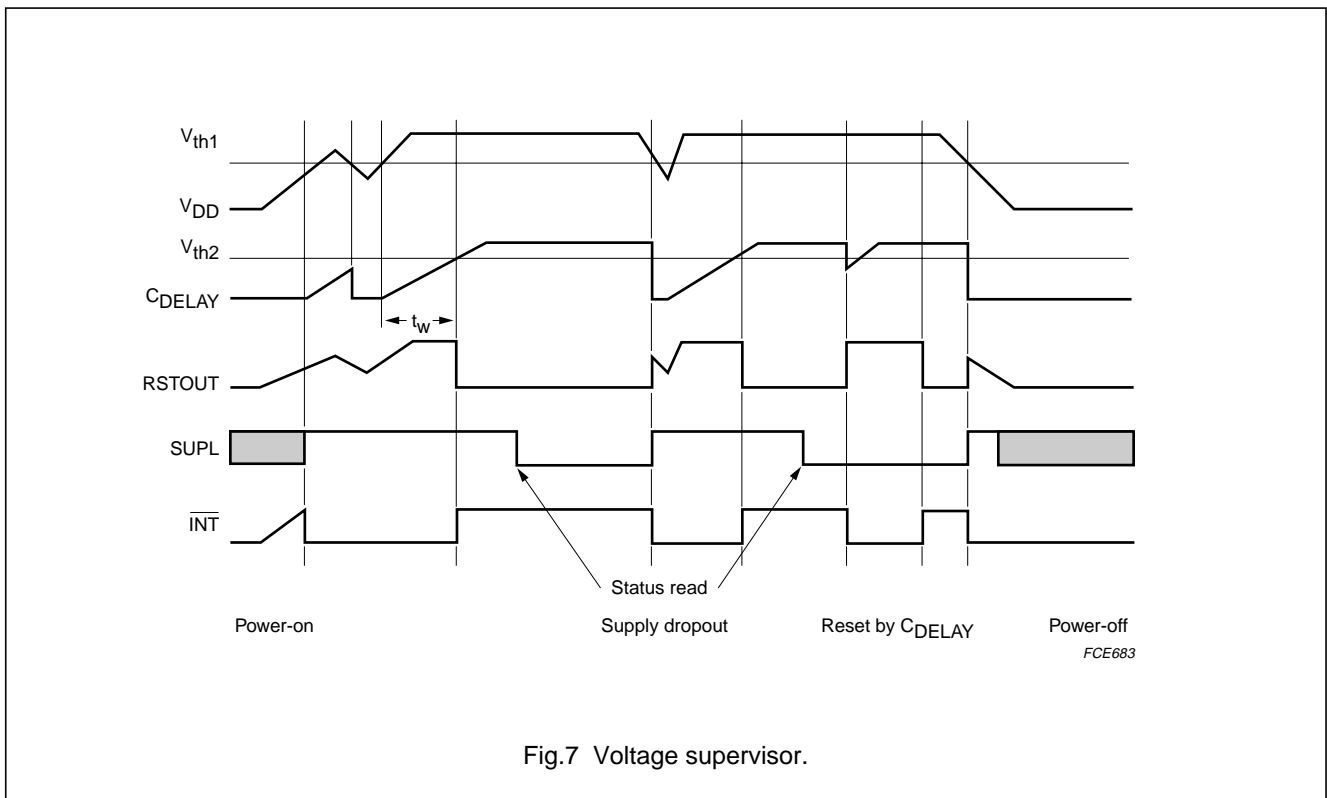 Vth1
VDD
Vth2
CDELAY
tw
RSTOUT
SUPL
INT
Status read
Power-on
Supply dropout
Reset by CDELAY
Power-off
FCE683
Fig.7 Voltage supervisor.